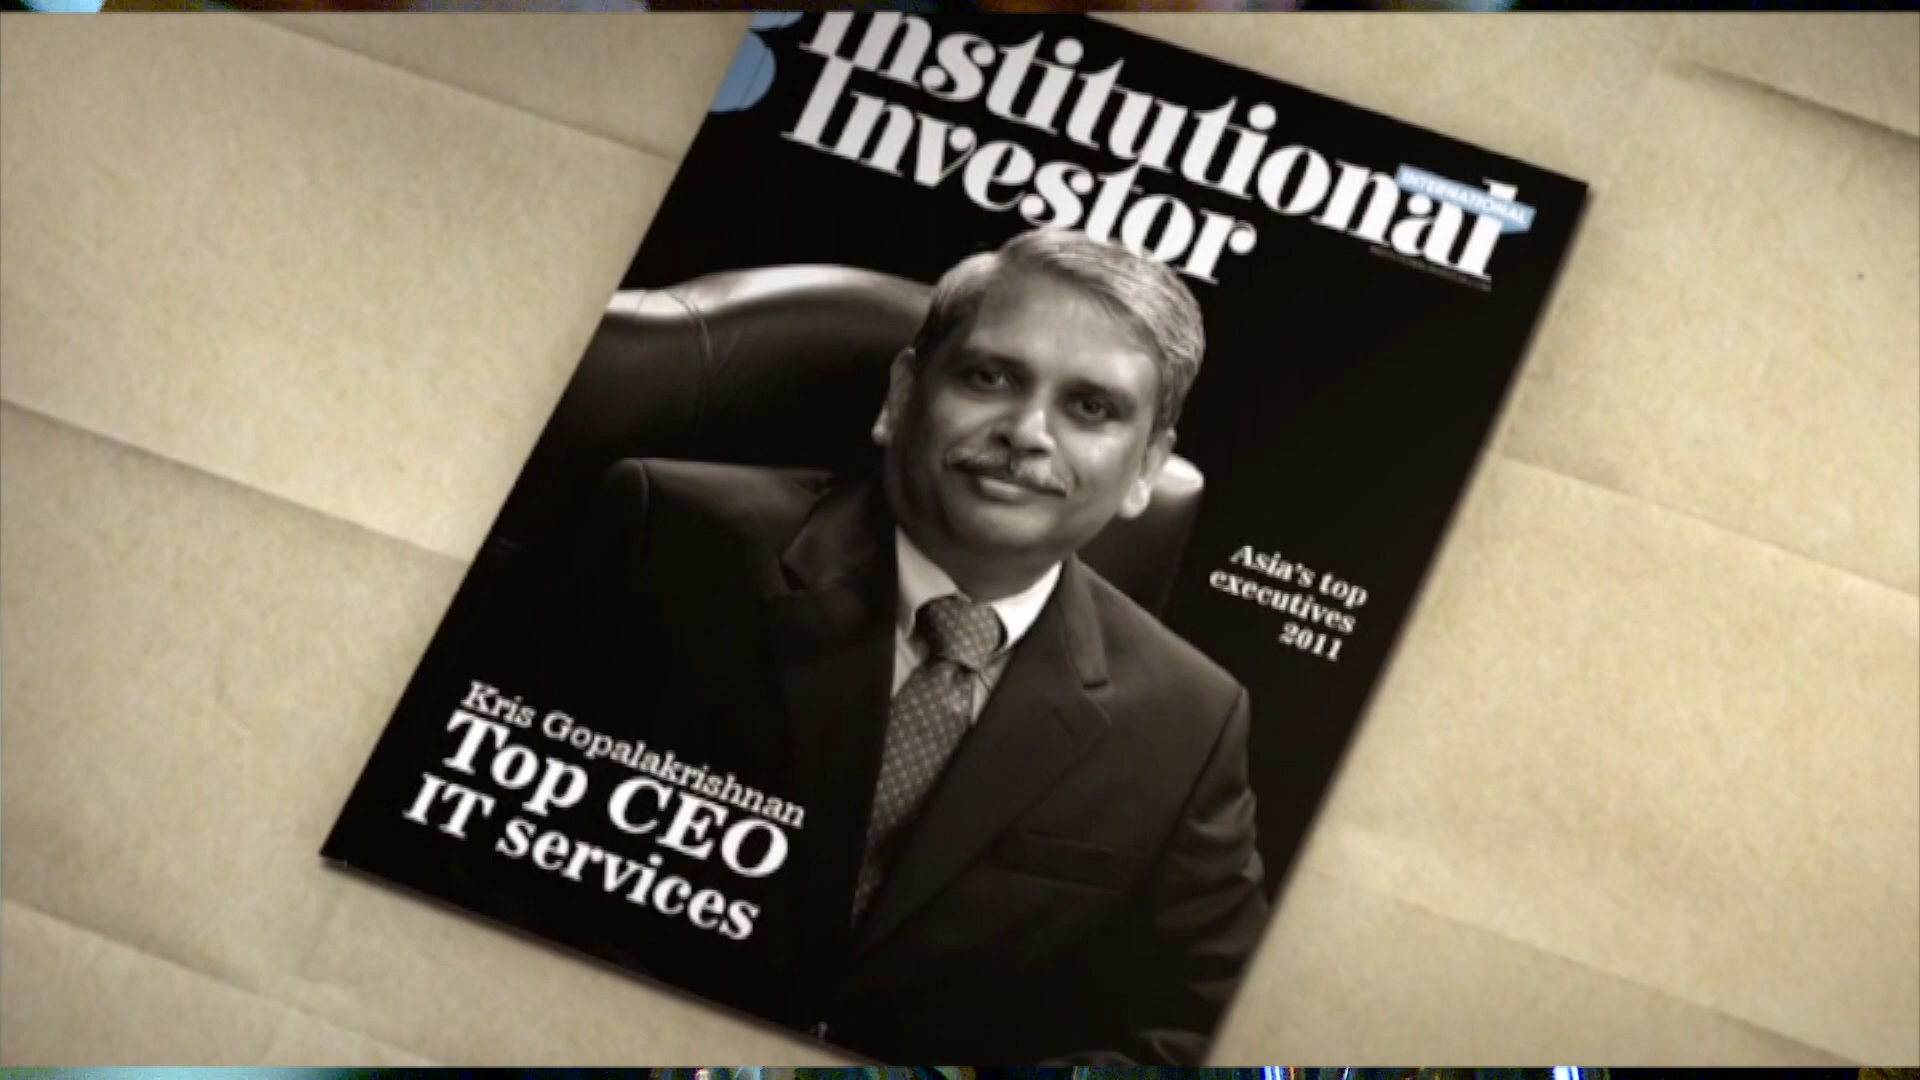 Institutional
INTERNATIONAL
Investor
Asia's top
executives
2011
Kris Gopalakrishnan
Top CEO
IT services